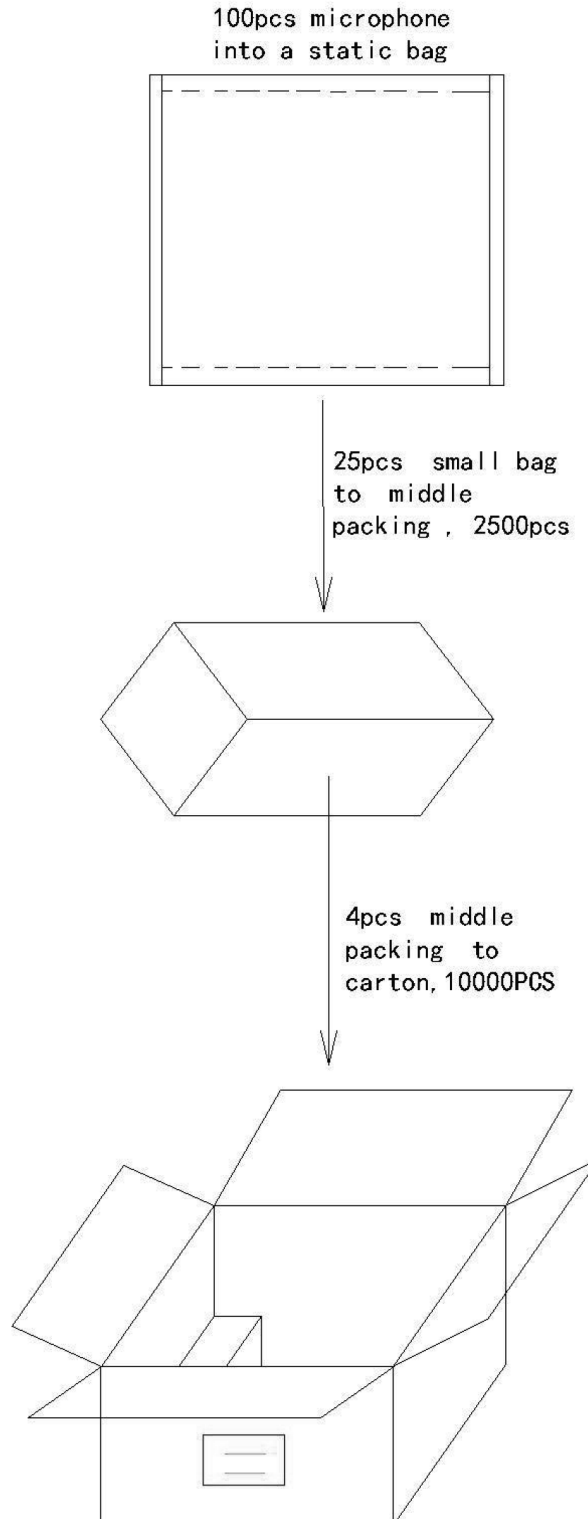 100pcs microphone
into a static bag
25pcs small bag
to middle
packing , 2500pcs
4pcs middle
packing to
carton, 10000PCS